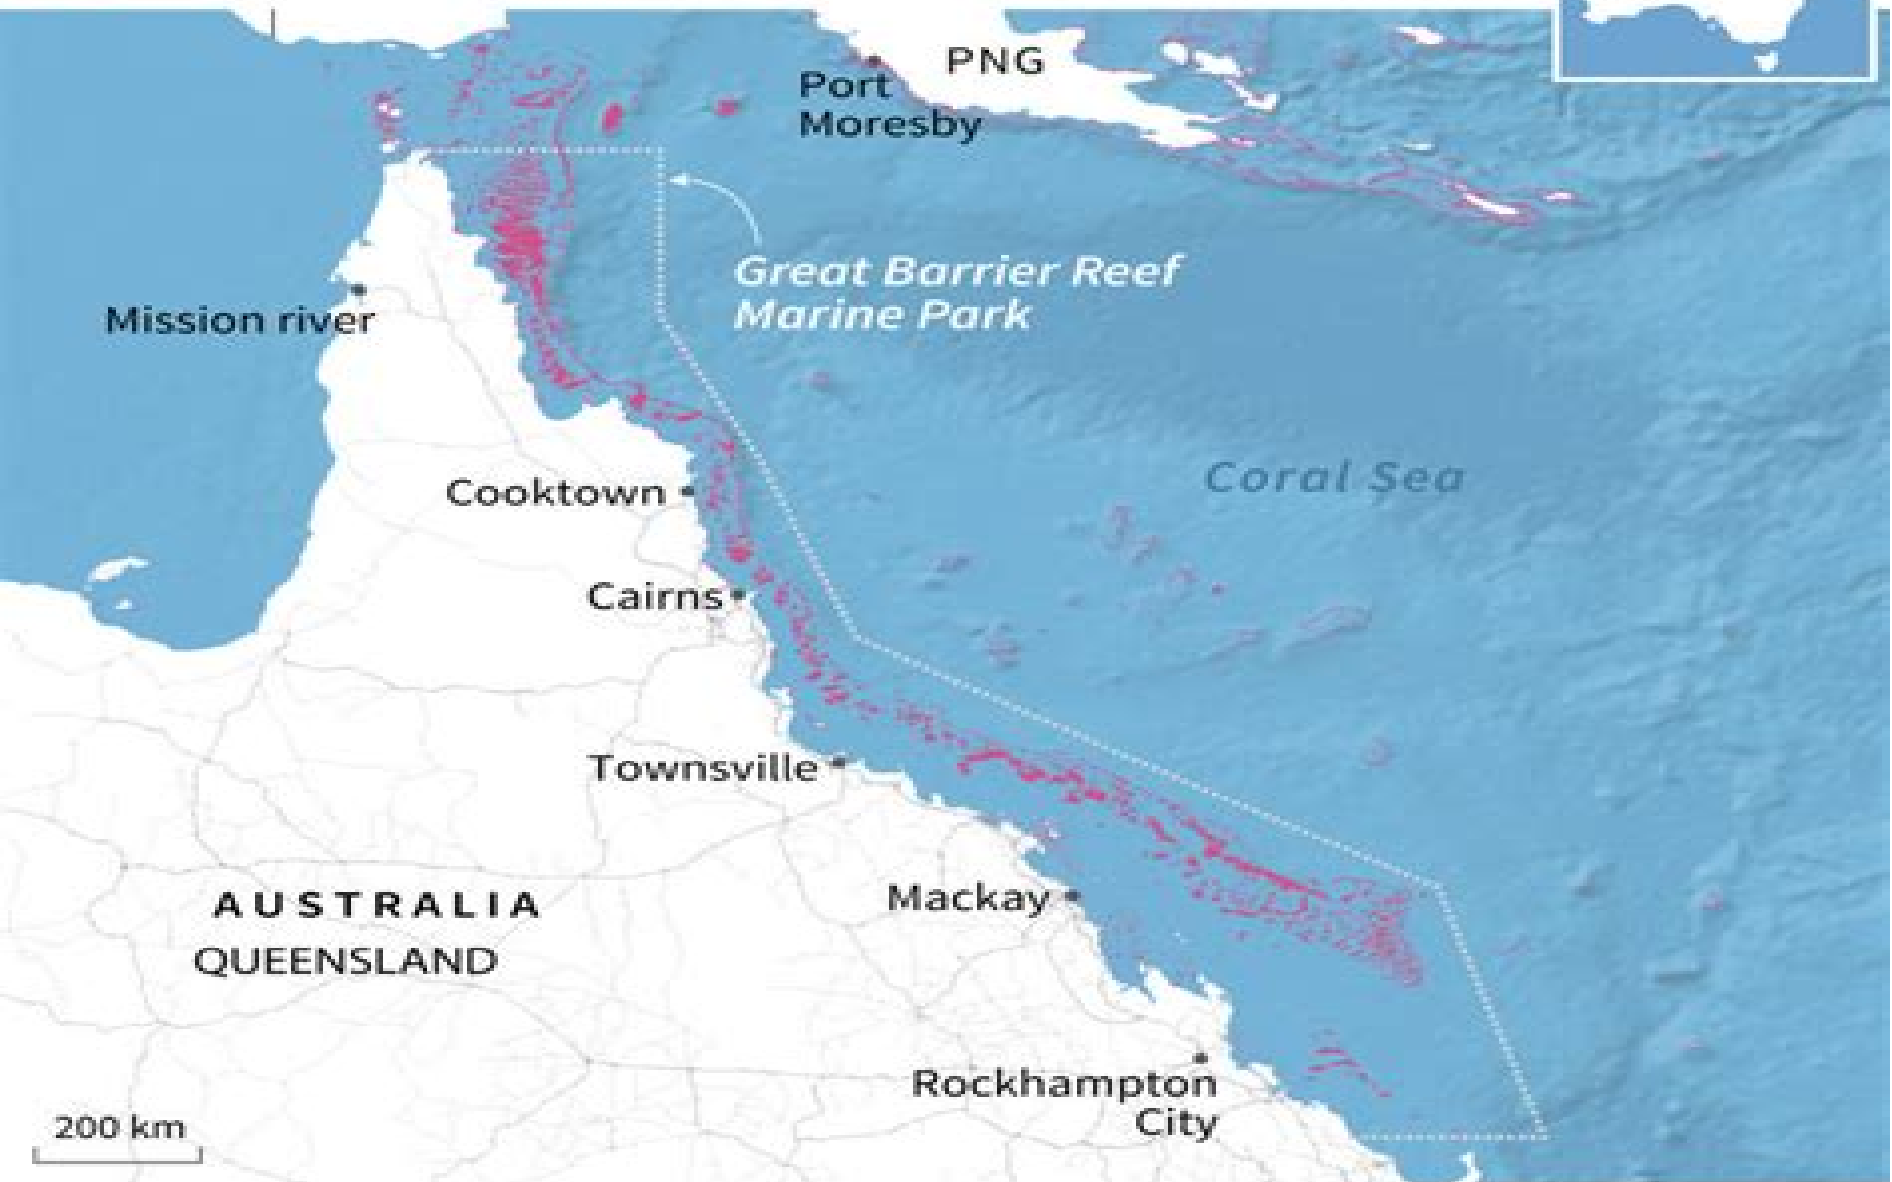 PNG
Port
Moresby
Great Barrier Reef
Marine Park
Mission river
Coral Sea
Cooktown
Cairns
Townsville
Mackay
AUSTRALIA
QUEENSLAND
Rockhampton
City
200 km